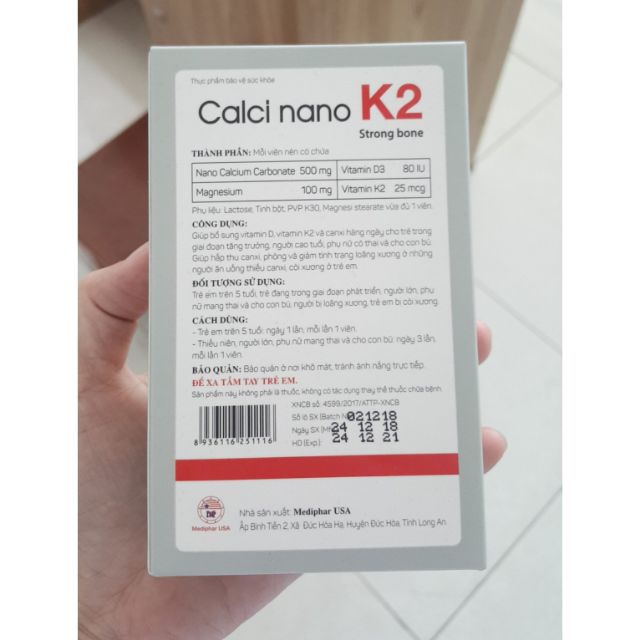 Thực phẩm bảo vệ sức khỏe
Calci nano K2
Strong bone
THÀNH PHẦN: Mỗi viên nén có chứa
Nano Calcium Carbonate 500 mg Vitamin D3 80 IU
Magnesium 100 mg Vitamin K2 25 mcg
Phụ liệu: Lactose, Tinh bột, PVP K30, Magnesi stearate vừa đủ 1 viên.
CÔNG DỤNG:
Giúp bổ sung vitamin D, vitamin K2 và canxi hằng ngày cho trẻ trong
giai đoạn tăng trưởng, người cao tuổi, phụ nữ có thai và cho con bú.
Giúp hấp thu canxi, phòng và giảm tình trạng loãng xương ở những
người ăn uống thiếu canxi, còi xương ở trẻ em.
ĐỐI TƯỢNG SỬ DỤNG:
Trẻ em trên 5 tuổi, trẻ đang trong giai đoạn phát triển, người lớn, phụ
nữ mang thai và cho con bú, người bị loãng xương, trẻ em bị còi xương.
CÁCH DÙNG:
- Trẻ em trên 5 tuổi: ngày 1 lần, mỗi lần 1 viên.
- Thiếu niên, người lớn, phụ nữ mang thai và cho con bú: ngày 3 lần,
mỗi lần 1 viên.
BẢO QUẢN: Bảo quản ở nơi khô mát, tránh ánh nắng trực tiếp.
ĐỂ XA TẦM TAY TRẺ EM.
Sản phẩm này không phải là thuốc, không có tác dụng thay thế thuốc chữa bệnh.
XNCB số: 4599/2017/ATTP-XNCB
Số lô SX (Batch N 021218
Ngày SX (M 24 12 18
HD (Exp.): 24 12 21
8 936116 251116
Nhà sản xuất: Mediphar USA
Ấp Bình Tiền 2, Xã Đức Hòa Hạ, Huyện Đức Hòa, Tỉnh Long An
Mediphar USA